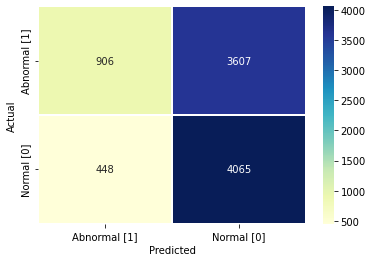 Actual
Abnormal [1]
906 3607
Normal [0]
448 4065
Abnormal [1] Normal [0]
Predicted
4000
3500
3000
2500
2000
1500
1000
500